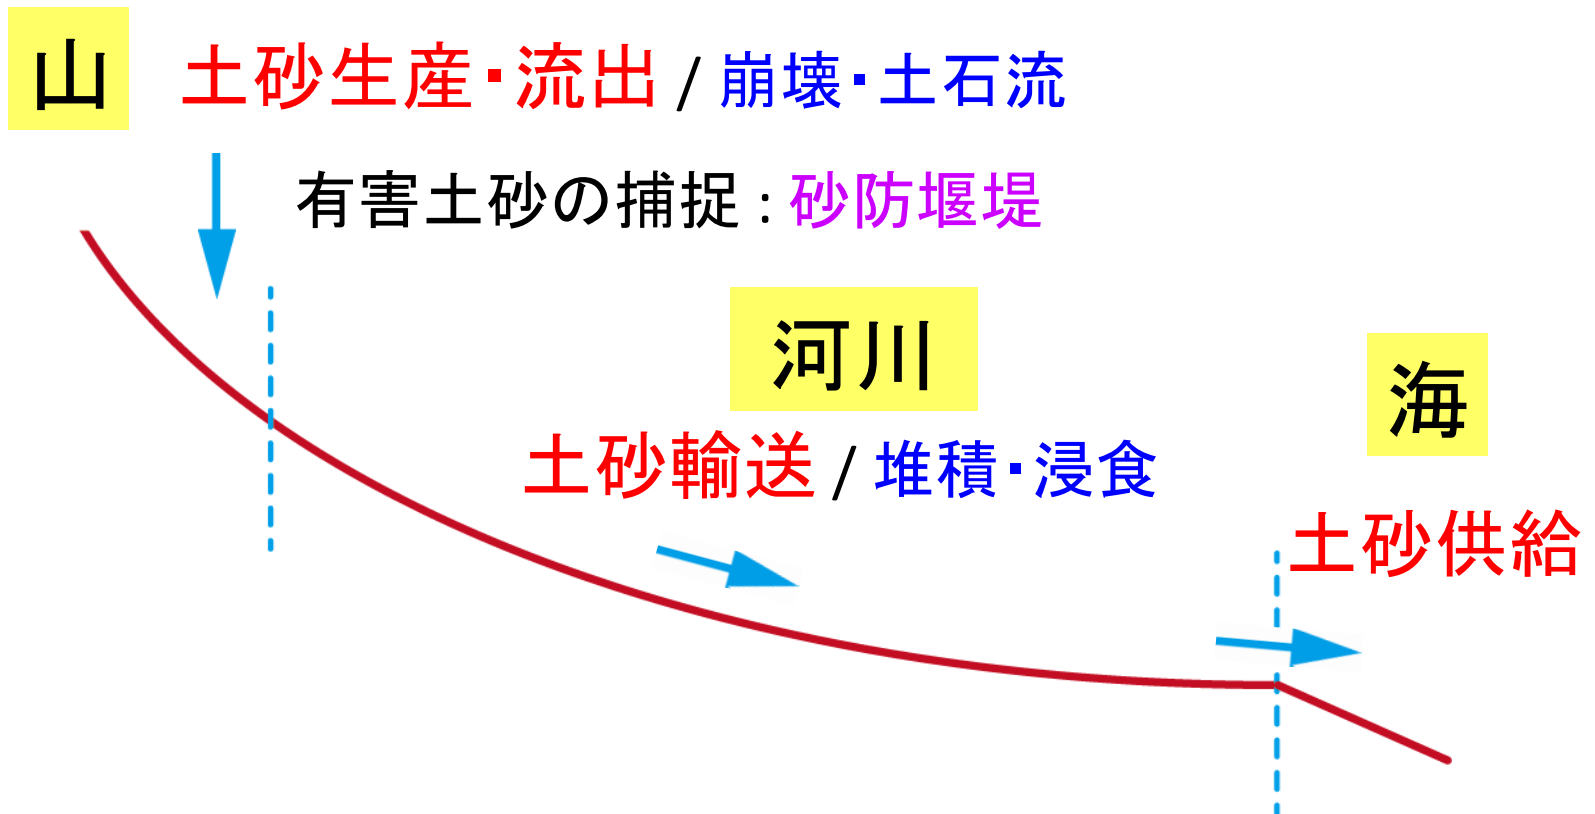 山
土砂生産・流出 / 崩壊・土石流
有害土砂の捕捉 : 砂防堰堤
河川
海
土砂輸送 / 堆積・浸食
土砂供給